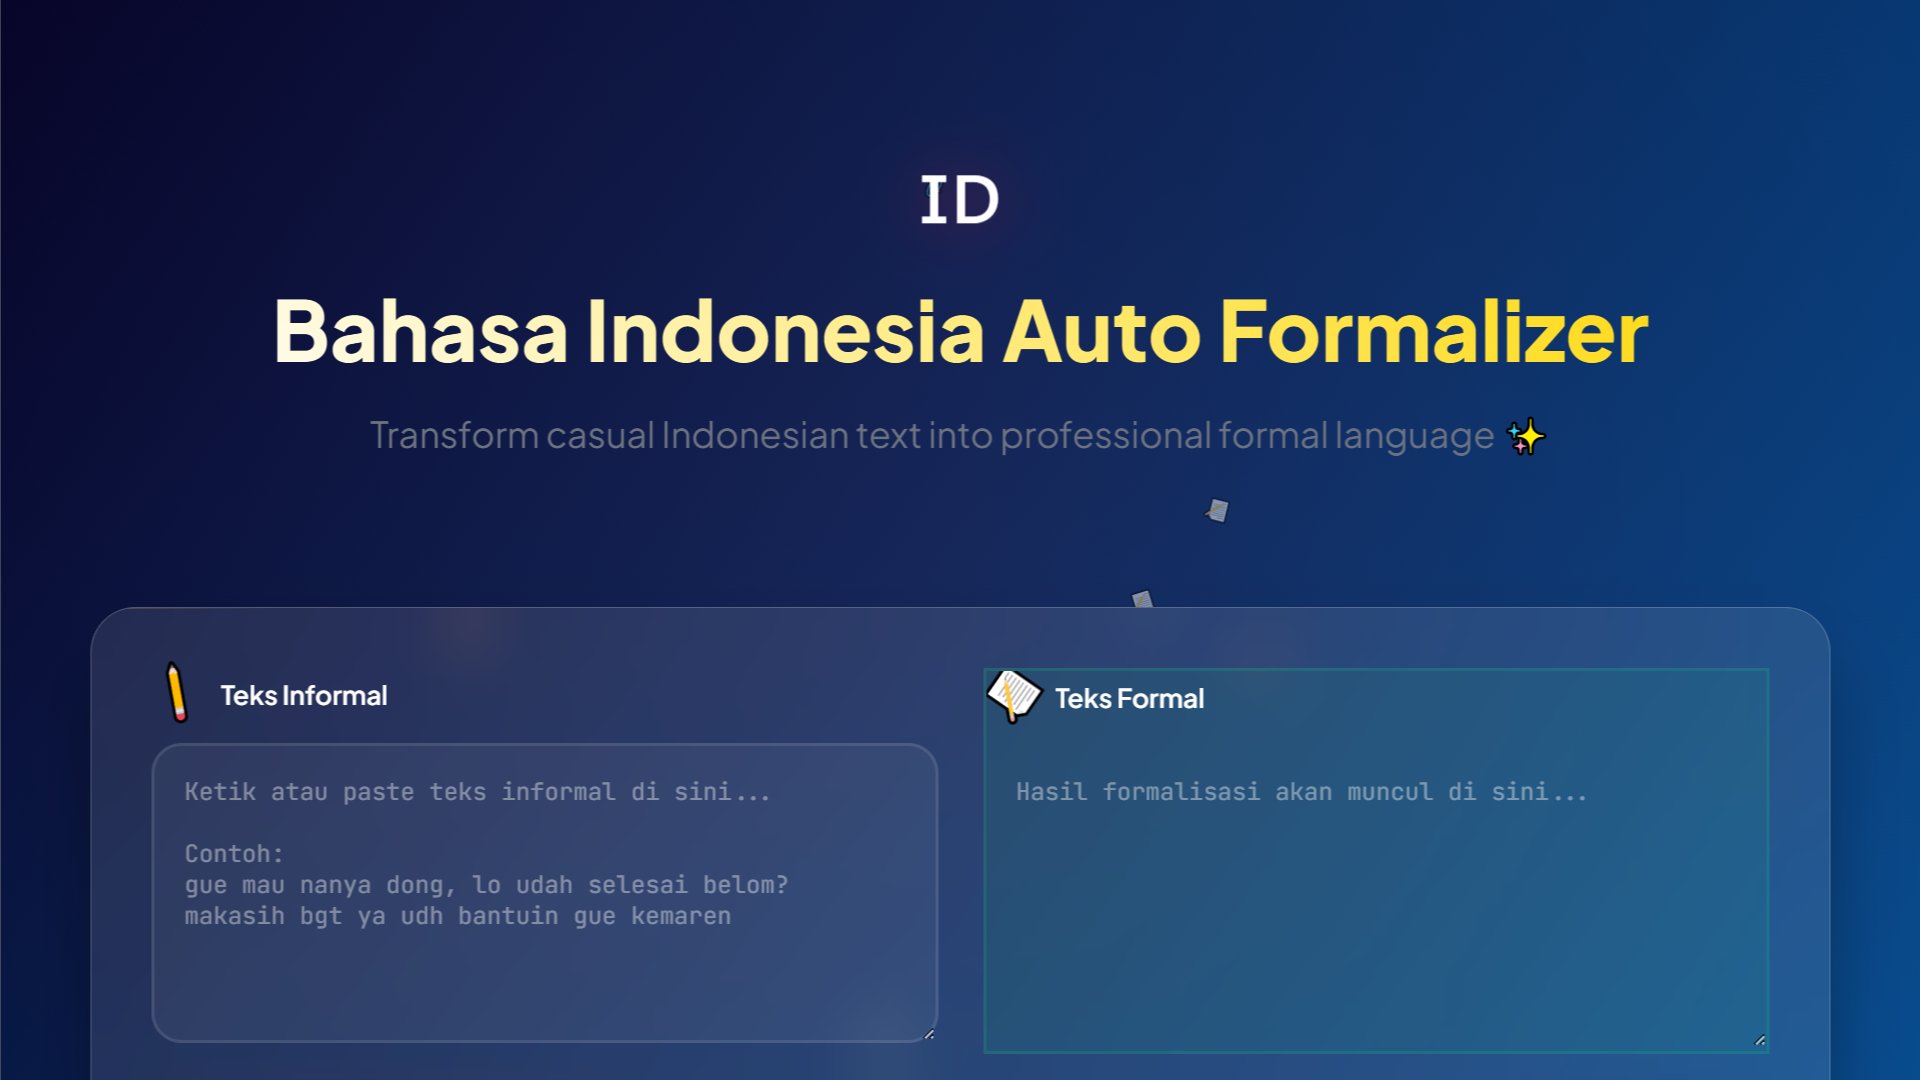 ID
Bahasa Indonesia Auto Formalizer
Transform casual Indonesian text into professional formal language ✨
Teks Informal
Ketik atau paste teks informal di sini...
Contoh:
gue mau nanya dong, lo udah selesai belom?
makasih bgt ya udh bantuin gue kemaren
Teks Formal
Hasil formalisasi akan muncul di sini...